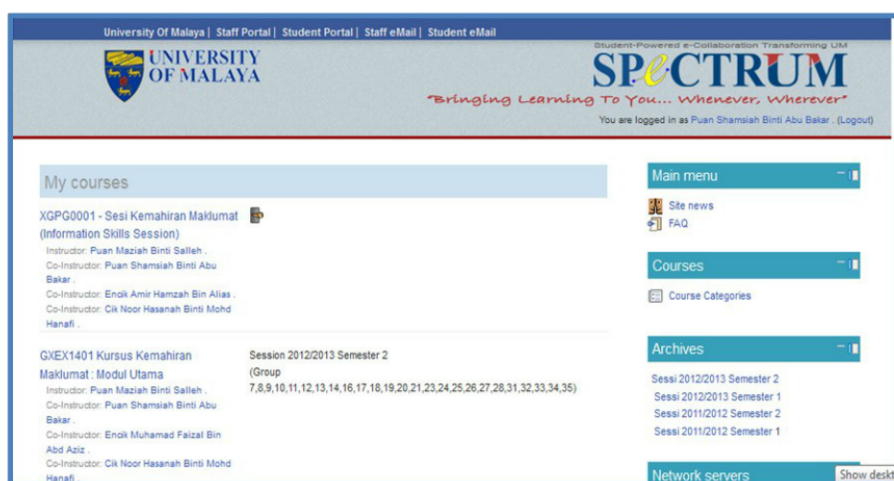 University Of Malaya | Staff Portal | Student Portal | Staff eMail | Student eMail
UNIVERSITY
OF MALAYA
Student-Powered e-Collaboration Transforming UM
SPeCTRUM
"Bringing Learning To You... Whenever, Wherever"
You are logged in as Puan Shamsiah Binti Abu Bakar . (Logout)
My courses
XGPG0001 - Sesi Kemahiran Maklumat
(Information Skills Session)
Instructor: Puan Maziah Binti Salleh .
Co-Instructor: Puan Shamsiah Binti Abu
Bakar .
Co-Instructor: Encik Amir Hamzah Bin Alias .
Co-Instructor: Cik Noor Hasanah Binti Mohd
Hanafi .
GXEX1401 Kursus Kemahiran
Maklumat : Modul Utama
Instructor: Puan Maziah Binti Salleh .
Co-Instructor: Puan Shamsiah Binti Abu
Bakar .
Co-Instructor: Encik Muhamad Faizal Bin
Abd Aziz .
Co-Instructor: Cik Noor Hasanah Binti Mohd
Hanafi .
Session 2012/2013 Semester 2
(Group
7,8,9,10,11,12,13,14,16,17,18,19,20,21,23,24,25,26,27,28,31,32,33,34,35)
Main menu
Site news
FAQ
Courses
Course Categories
Archives
Sessi 2012/2013 Semester 2
Sessi 2012/2013 Semester 1
Sessi 2011/2012 Semester 2
Sessi 2011/2012 Semester 1
Network servers
Show deskt